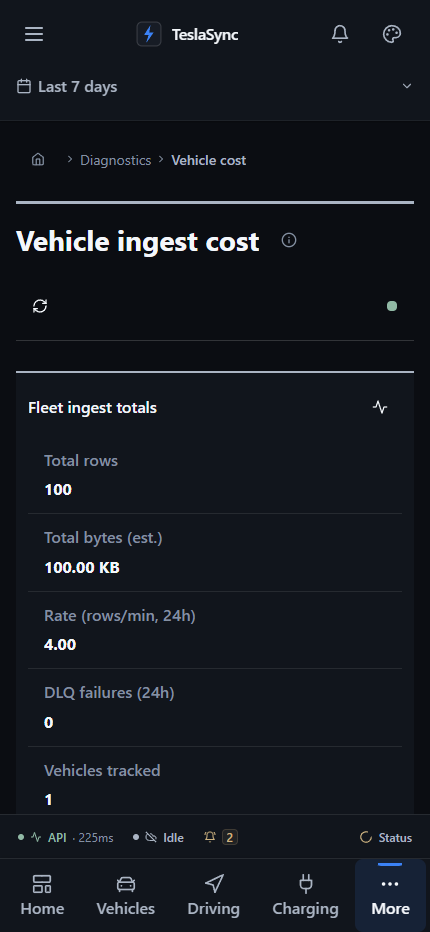 TeslaSync
Last 7 days
Diagnostics Vehicle cost
Vehicle ingest cost
Fleet ingest totals
Total rows
100
Total bytes (est.)
100.00 KB
Rate (rows/min, 24h)
4.00
DLQ failures (24h)
0
Vehicles tracked
1
API · 225ms Idle 2 Status
Home Vehicles Driving Charging More